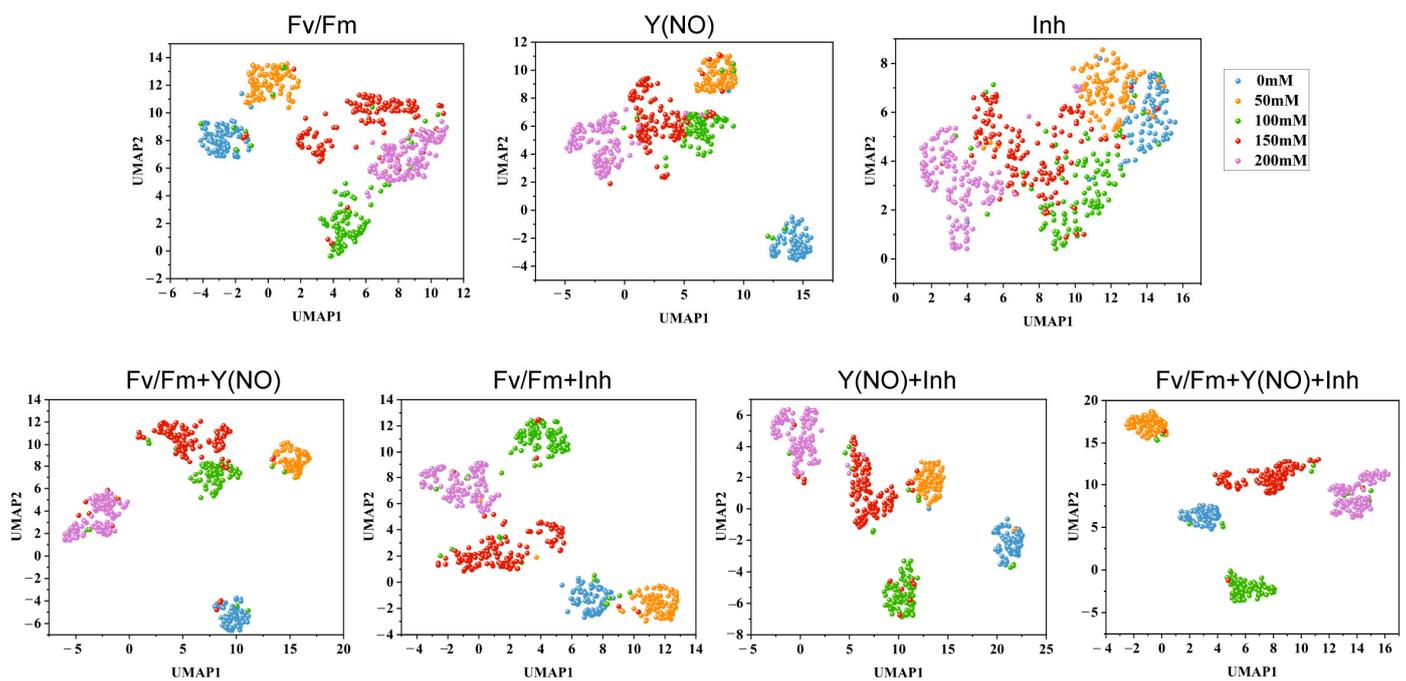 Fv/Fm
Y(NO)
Inh
14
12
10
8
6
4
2
0
−2
−6 −4 −2 0 2 4 6 8 10 12
UMAP2
UMAP1
12
10
8
6
4
2
0
−2
−4
−5 0 5 10 15
UMAP2
UMAP1
8
6
4
2
0
0 2 4 6 8 10 12 14 16
UMAP2
UMAP1
0mM
50mM
100mM
150mM
200mM
Fv/Fm+Y(NO)
Fv/Fm+Inh
Y(NO)+Inh
Fv/Fm+Y(NO)+Inh
14
12
10
8
6
4
2
0
−2
−4
−6
−5 0 5 10 15 20
UMAP2
UMAP1
14
12
10
8
6
4
2
0
−2
−4
−4 −2 0 2 4 6 8 10 12 14
UMAP2
UMAP1
6
4
2
0
−2
−4
−6
−8
−5 0 5 10 15 20 25
UMAP2
UMAP1
20
15
10
5
0
−5
−4 −2 0 2 4 6 8 10 12 14 16
UMAP2
UMAP1